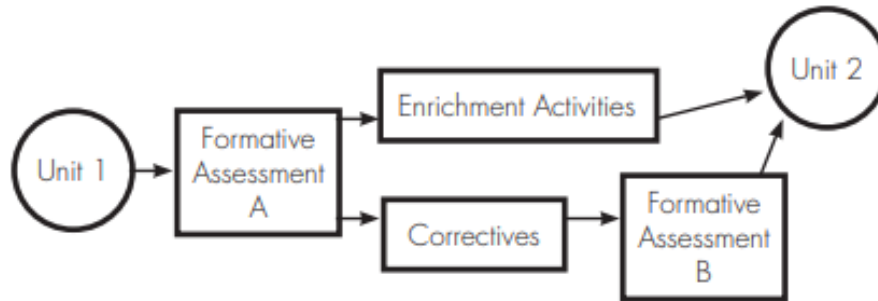 Unit 1
Formative
Assessment
A
Enrichment Activities
Correctives
Formative
Assessment
B
Unit 2